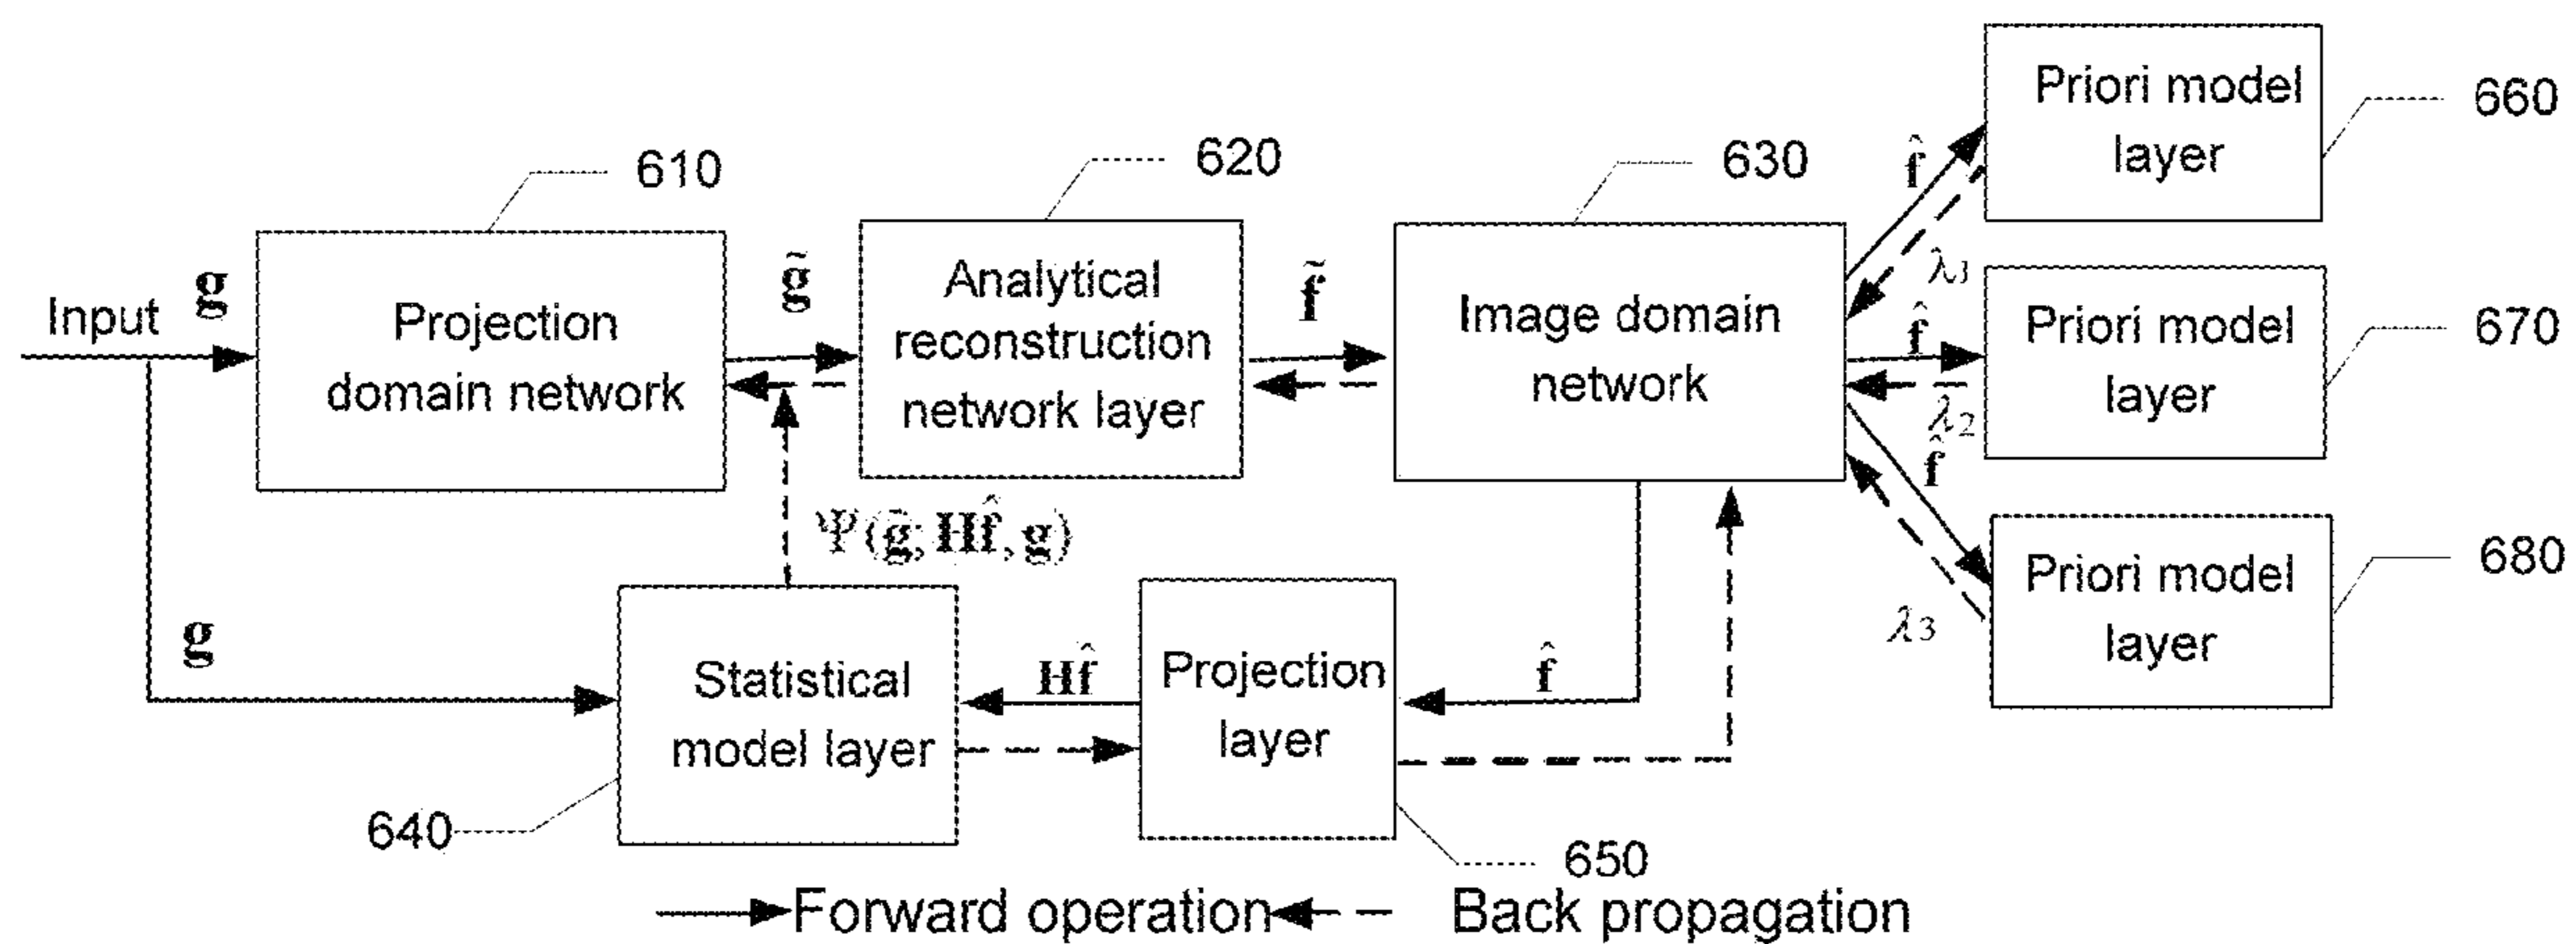 Input
g
610
Projection
domain network
g̃
620
Analytical
reconstruction
network layer
f̃
630
Image domain
network
f̂
λ1
Priori model
layer
660
f̂
λ2
Priori model
layer
670
f̂
λ3
Priori model
layer
680
Ψ(g̃; Hf̂, g)
g
Statistical
model layer
640
Hf̂
Projection
layer
650
f̂
Forward operation
Back propagation